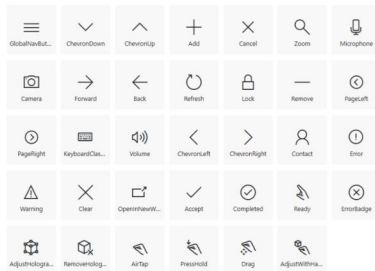 GlobalNavBut...
ChevronDown
ChevronUp
Add
Cancel
Zoom
Microphone
Camera
Forward
Back
Refresh
Lock
Remove
PageLeft
PageRight
KeyboardClas...
Volume
ChevronLeft
ChevronRight
Contact
Error
Warning
Clear
OpenInNewW...
Accept
Completed
Ready
ErrorBadge
AdjustHologra...
RemoveHolog...
AirTap
PressHold
Drag
AdjustWithHa...